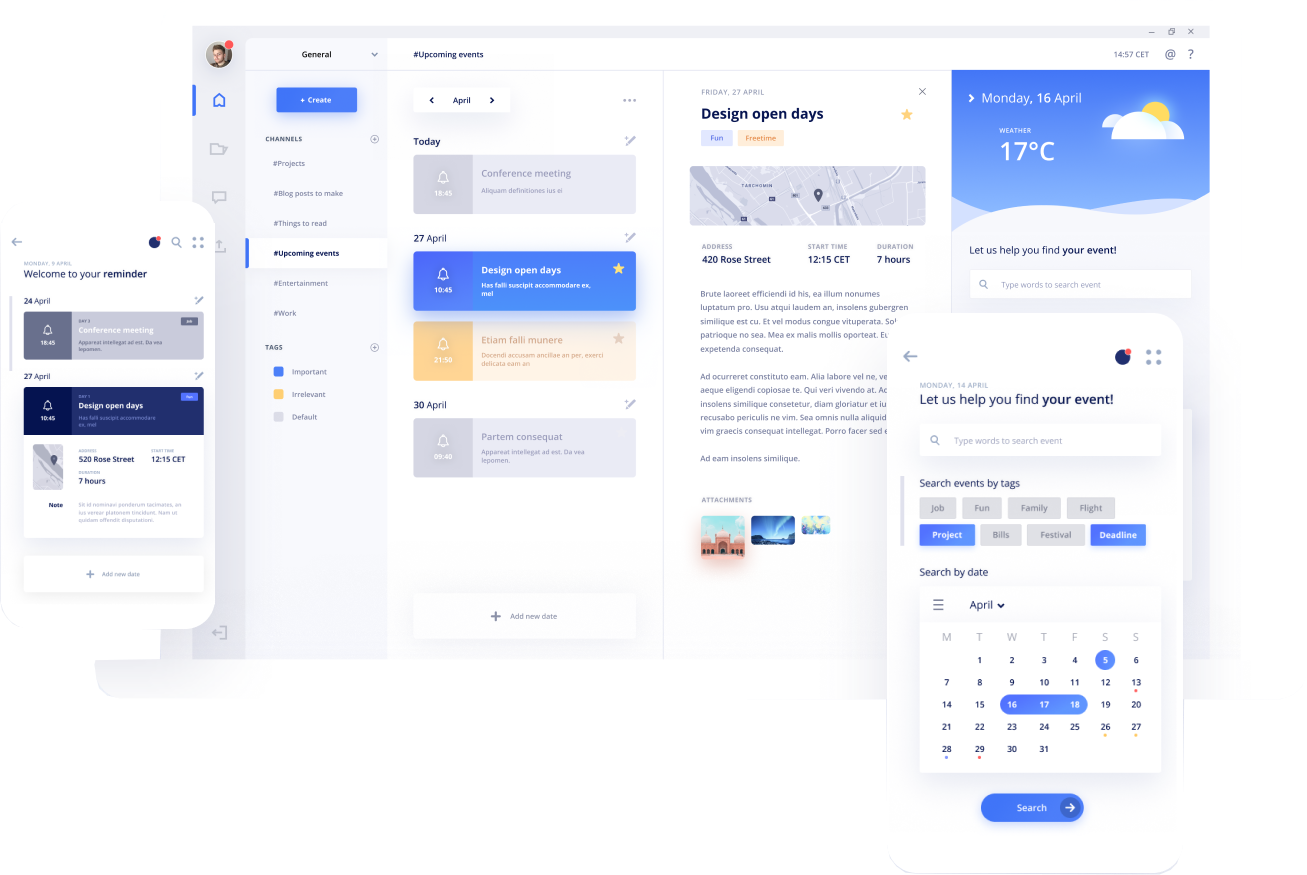 General
#Upcoming events
14:57 CET
@
?
+ Create
CHANNELS
#Projects
#Blog posts to make
#Things to read
#Upcoming events
#Entertainment
#Work
TAGS
Important
Irrelevant
Default
April
Today
18:45
Conference meeting
Aliquam definitiones ius ei
27 April
10:45
Design open days
Has falli suscipit accommodare ex,
mel
21:50
Etiam falli munere
Docendi accusam ancillae an per, exerci
delicata eam an
30 April
09:40
Partem consequat
Appareat intellegat ad est. Da vea
lepomen.
+ Add new date
FRIDAY, 27 APRIL
Design open days
Fun
Freetime
TARCHOMIN
ADDRESS
START TIME
DURATION
420 Rose Street
12:15 CET
7 hours
Brute laoreet efficiendi id his, ea illum nonumes
luptatum pro. Usu atqui laudem an, insolens gubergren
similique est cu. Et vel modus congue vituperata. Sol
patrioque no sea. Mea ex malis mollis oporteat. Eu
expetenda consequat.
Ad ocurreret constituto eam. Alia labore vel ne, ve
aeque eligendi copiosae te. Qui veri vivendo at. Ac
insolens similique consetetur, diam gloriatur et iu
recusabo periculis ne vim. Sea omnis nulla aliquid
vim graecis consequat intellegat. Porro facer sed e
Ad eam insolens similique.
ATTACHMENTS
Monday, 16 April
WEATHER
17°C
Let us help you find your event!
Type words to search event
MONDAY, 9 APRIL
Welcome to your reminder
24 April
DAY 2
Conference meeting
18:45
Appareat intellegat ad est. Da vea
lepomen.
27 April
DAY 1
Design open days
10:45
Has falli suscipit accommodare
ex, mel
ADDRESS
START TIME
520 Rose Street
12:15 CET
DURATION
7 hours
Note
Sit id nominavi ponderum tacimates, an
ius verear platonem tincidunt. Nam ut
quodam offendit disputationi.
+ Add new date
MONDAY, 14 APRIL
Let us help you find your event!
Type words to search event
Search events by tags
Job
Fun
Family
Flight
Project
Bills
Festival
Deadline
Search by date
April
M T W T F S S
1 2 3 4 5 6
7 8 9 10 11 12 13
14 15 16 17 18 19 20
21 22 23 24 25 26 27
28 29 30 31
Search